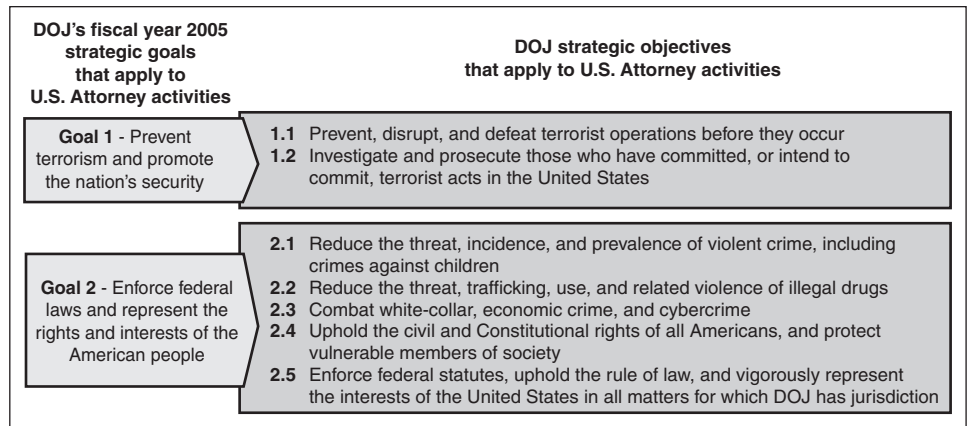 DOJ's fiscal year 2005
strategic goals
that apply to
U.S. Attorney activities
DOJ strategic objectives
that apply to U.S. Attorney activities
Goal 1 - Prevent
terrorism and promote
the nation's security
1.1 Prevent, disrupt, and defeat terrorist operations before they occur
1.2 Investigate and prosecute those who have committed, or intend to
commit, terrorist acts in the United States
Goal 2 - Enforce federal
laws and represent the
rights and interests of the
American people
2.1 Reduce the threat, incidence, and prevalence of violent crime, including
crimes against children
2.2 Reduce the threat, trafficking, use, and related violence of illegal drugs
2.3 Combat white-collar, economic crime, and cybercrime
2.4 Uphold the civil and Constitutional rights of all Americans, and protect
vulnerable members of society
2.5 Enforce federal statutes, uphold the rule of law, and vigorously represent
the interests of the United States in all matters for which DOJ has jurisdiction